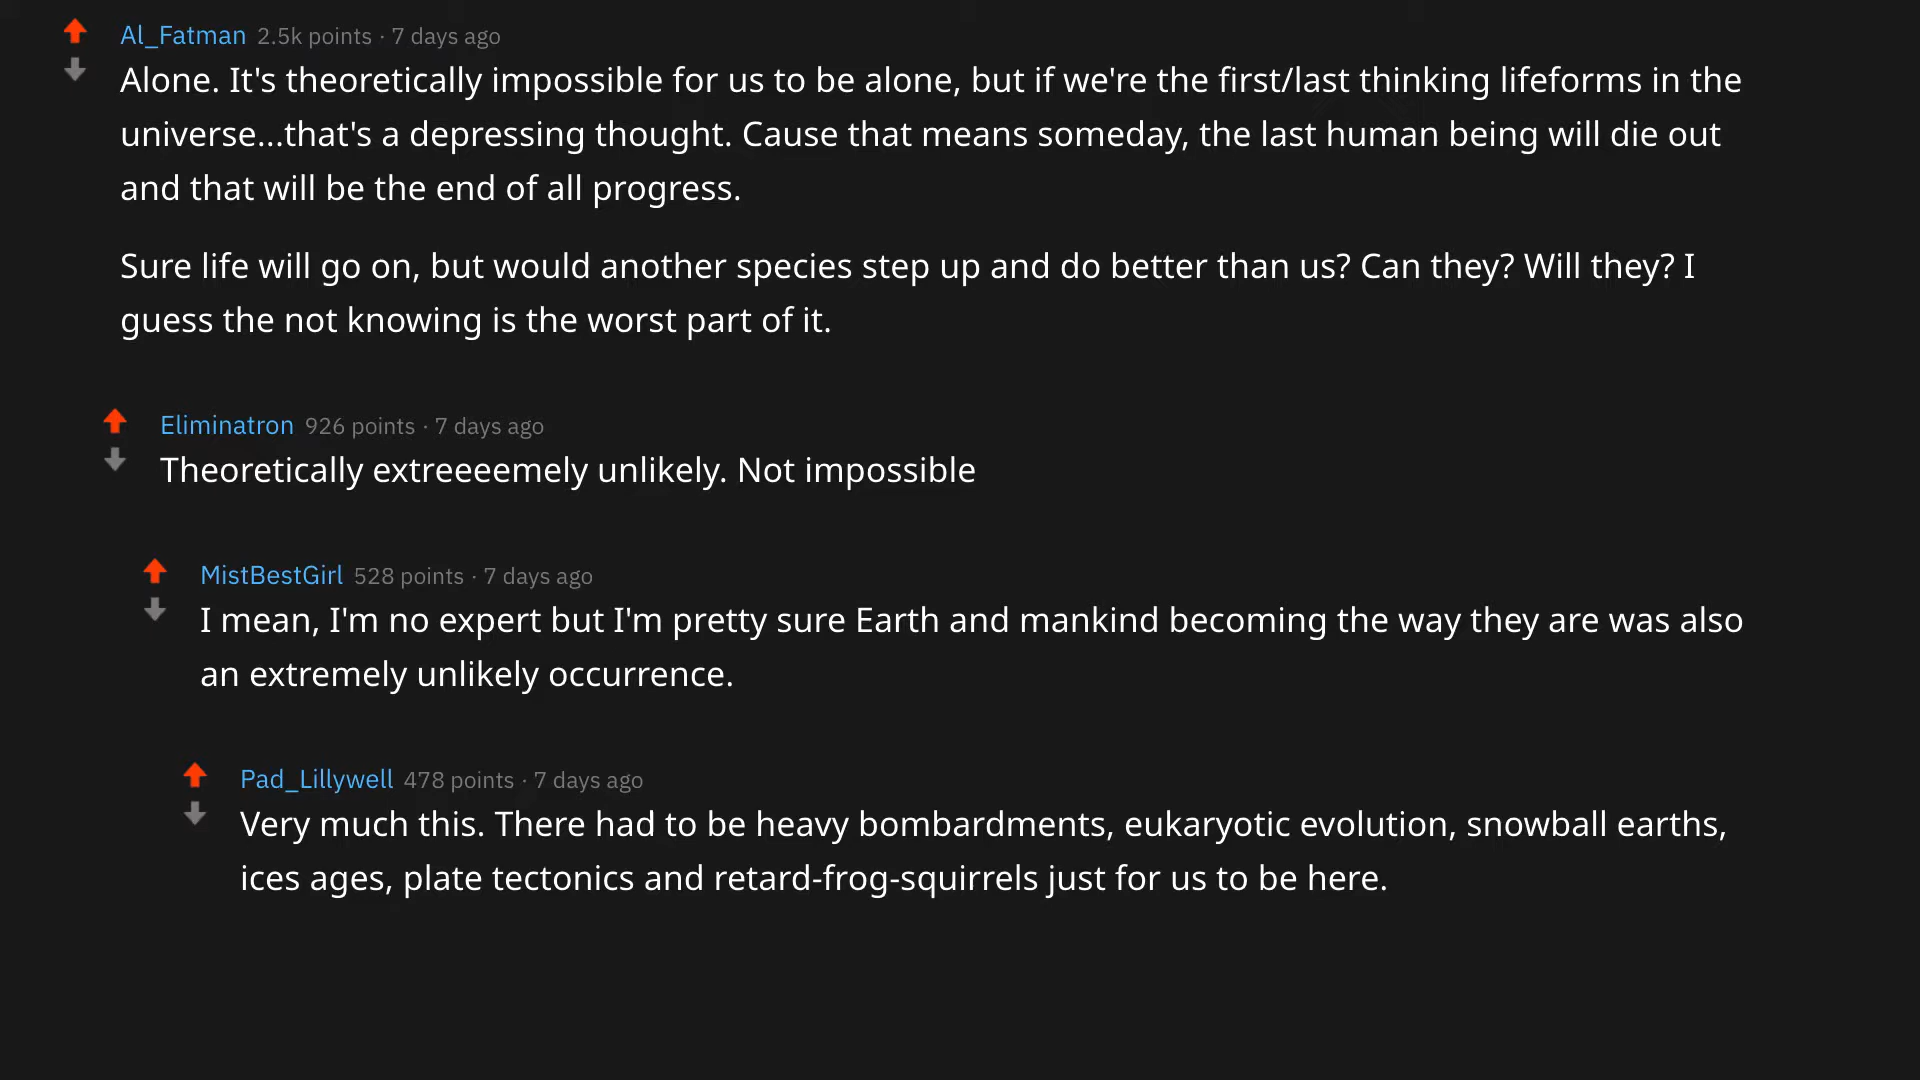 Al_Fatman 2.5k points · 7 days ago
Alone. It's theoretically impossible for us to be alone, but if we're the first/last thinking lifeforms in the
universe...that's a depressing thought. Cause that means someday, the last human being will die out
and that will be the end of all progress.
Sure life will go on, but would another species step up and do better than us? Can they? Will they? I
guess the not knowing is the worst part of it.
Eliminatron 926 points · 7 days ago
Theoretically extreeeemely unlikely. Not impossible
MistBestGirl 528 points · 7 days ago
I mean, I'm no expert but I'm pretty sure Earth and mankind becoming the way they are was also
an extremely unlikely occurrence.
Pad_Lillywell 478 points · 7 days ago
Very much this. There had to be heavy bombardments, eukaryotic evolution, snowball earths,
ices ages, plate tectonics and retard-frog-squirrels just for us to be here.